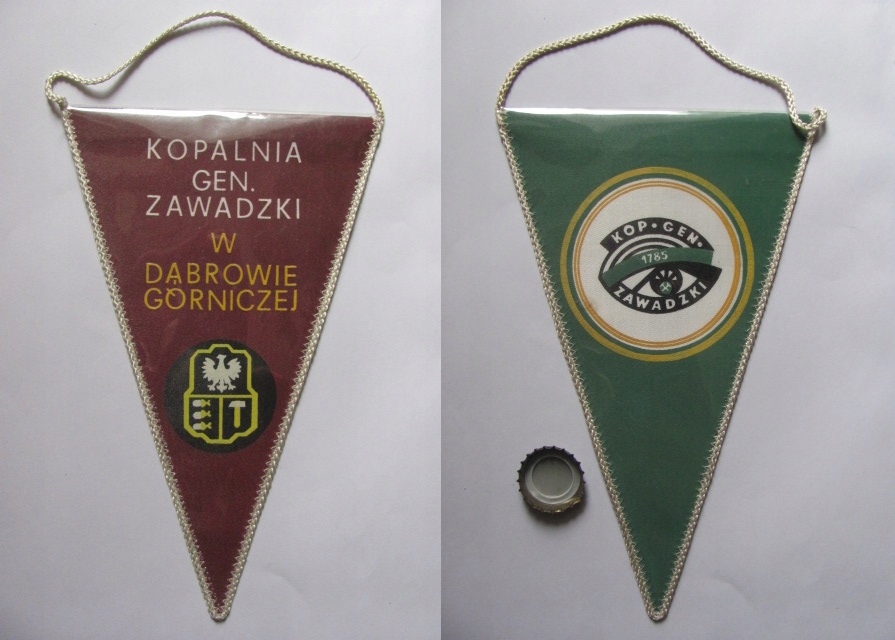 KOPALNIA
GEN.
ZAWADZKI
W
DĄBROWIE
GÓRNICZEJ
KOP•GEN•
1785
ZAWADZKI